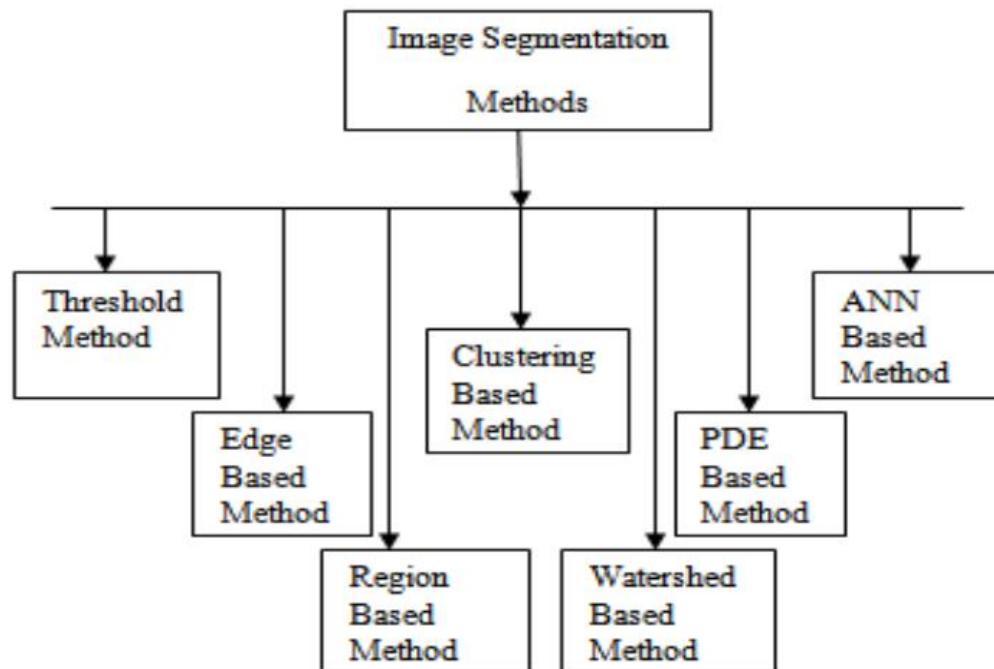 Image Segmentation
Methods
Threshold
Method
Edge
Based
Method
Region
Based
Method
Clustering
Based
Method
Watershed
Based
Method
PDE
Based
Method
ANN
Based
Method